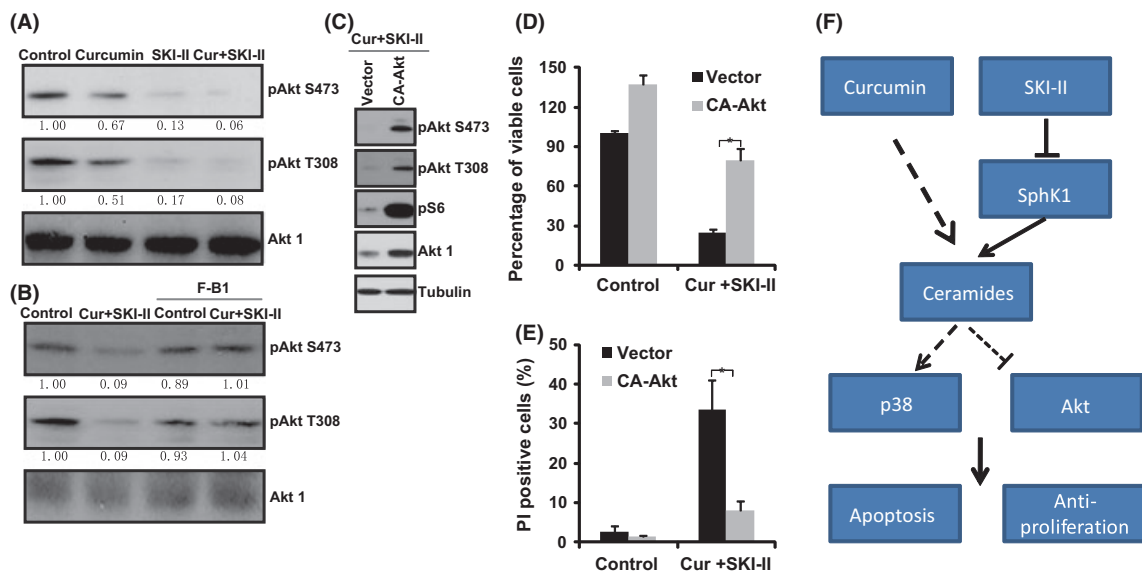 (A)
Control Curcumin SKI-II Cur+SKI-II
pAkt S473
1.00 0.67 0.13 0.06
pAkt T308
1.00 0.51 0.17 0.08
Akt 1
(B)
F-B1
Control Cur+SKI-II Control Cur+SKI-II
pAkt S473
1.00 0.09 0.89 1.01
pAkt T308
1.00 0.09 0.93 1.04
Akt 1
(C)
Cur+SKI-II
Vector
CA-Akt
pAkt S473
pAkt T308
pS6
Akt 1
Tubulin
(D)
Percentage of viable cells
150
120
90
60
30
0
Vector
CA-Akt
*
Control Cur +SKI-II
(E)
PI positive cells (%)
50
40
30
20
10
0
Vector
CA-Akt
*
Control Cur +SKI-II
(F)
Curcumin
SKI-II
SphK1
Ceramides
p38
Akt
Apoptosis
Anti-
proliferation